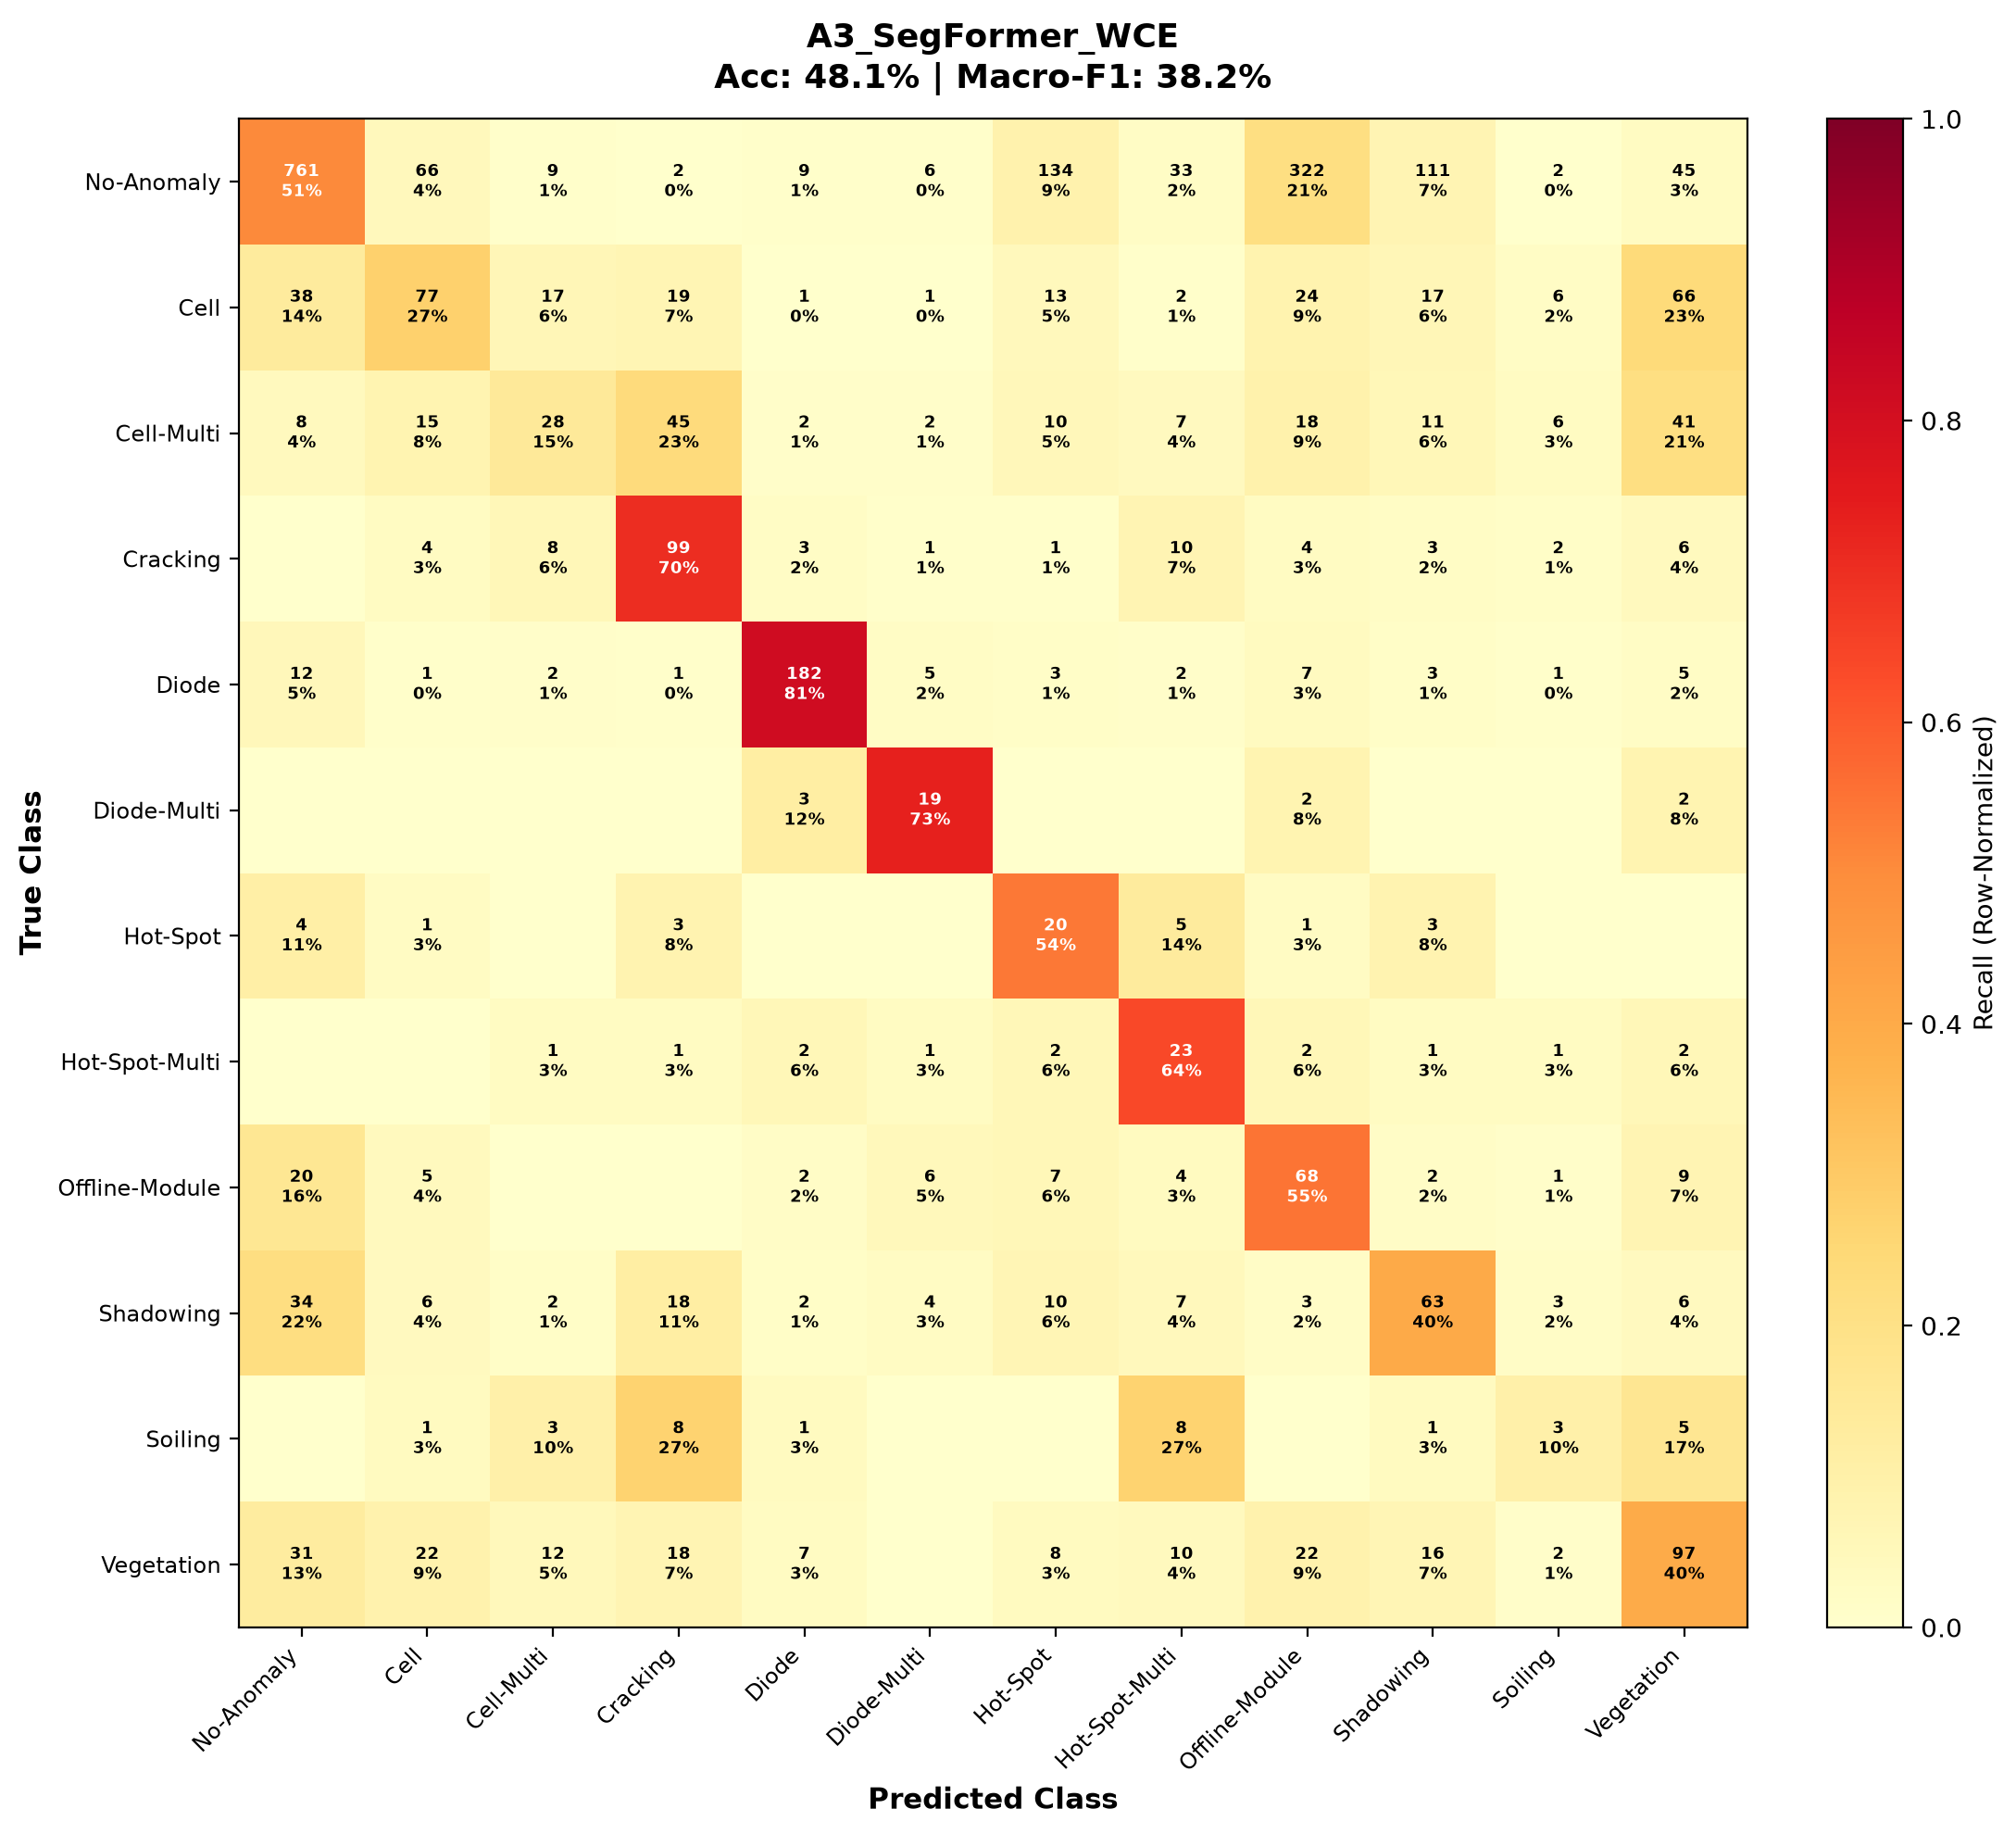 A3_SegFormer_WCE
Acc: 48.1% | Macro-F1: 38.2%
True Class
No-Anomaly
761 66 9 2 9 6 134 33 322 111 2 45
51% 4% 1% 0% 1% 0% 9% 2% 21% 7% 0% 3%
Cell
38 77 17 19 1 1 13 2 24 17 6 66
14% 27% 6% 7% 0% 0% 5% 1% 9% 6% 2% 23%
Cell-Multi
8 15 28 45 2 2 10 7 18 11 6 41
4% 8% 15% 23% 1% 1% 5% 4% 9% 6% 3% 21%
Cracking
4 8 99 3 1 1 10 4 3 2 6
3% 6% 70% 2% 1% 1% 7% 3% 2% 1% 4%
Diode
12 1 2 1 182 5 3 2 7 3 1 5
5% 0% 1% 0% 81% 2% 1% 1% 3% 1% 0% 2%
Diode-Multi
3 19 2 2
12% 73% 8% 8%
Hot-Spot
4 1 3 20 5 1 3
11% 3% 8% 54% 14% 3% 8%
Hot-Spot-Multi
1 1 2 1 2 23 2 1 1 2
3% 3% 6% 3% 6% 64% 6% 3% 3% 6%
Offline-Module
20 5 2 6 7 4 68 2 1 9
16% 4% 2% 5% 6% 3% 55% 2% 1% 7%
Shadowing
34 6 2 18 2 4 10 7 3 63 3 6
22% 4% 1% 11% 1% 3% 6% 4% 2% 40% 2% 4%
Soiling
1 3 8 1 8 1 3 5
3% 10% 27% 3% 27% 3% 10% 17%
Vegetation
31 22 12 18 7 8 10 22 16 2 97
13% 9% 5% 7% 3% 3% 4% 9% 7% 1% 40%
No-Anomaly
Cell
Cell-Multi
Cracking
Diode
Diode-Multi
Hot-Spot
Hot-Spot-Multi
Offline-Module
Shadowing
Soiling
Vegetation
Predicted Class
1.0
0.8
0.6
0.4
0.2
0.0
Recall (Row-Normalized)